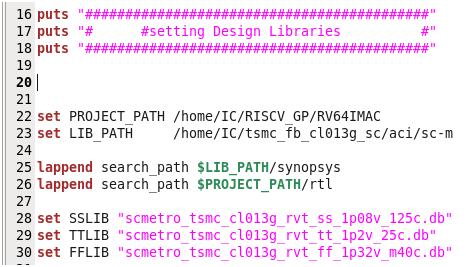 16 puts "###########################################"
17 puts "#      #setting Design Libraries          #"
18 puts "###########################################"
19
20
21
22 set PROJECT_PATH /home/IC/RISCV_GP/RV64IMAC
23 set LIB_PATH     /home/IC/tsmc_fb_cl013g_sc/aci/sc-m
24
25 lappend search_path $LIB_PATH/synopsys
26 lappend search_path $PROJECT_PATH/rtl
27
28 set SSLIB "scmetro_tsmc_cl013g_rvt_ss_1p08v_125c.db"
29 set TTLIB "scmetro_tsmc_cl013g_rvt_tt_1p2v_25c.db"
30 set FFLIB "scmetro_tsmc_cl013g_rvt_ff_1p32v_m40c.db"